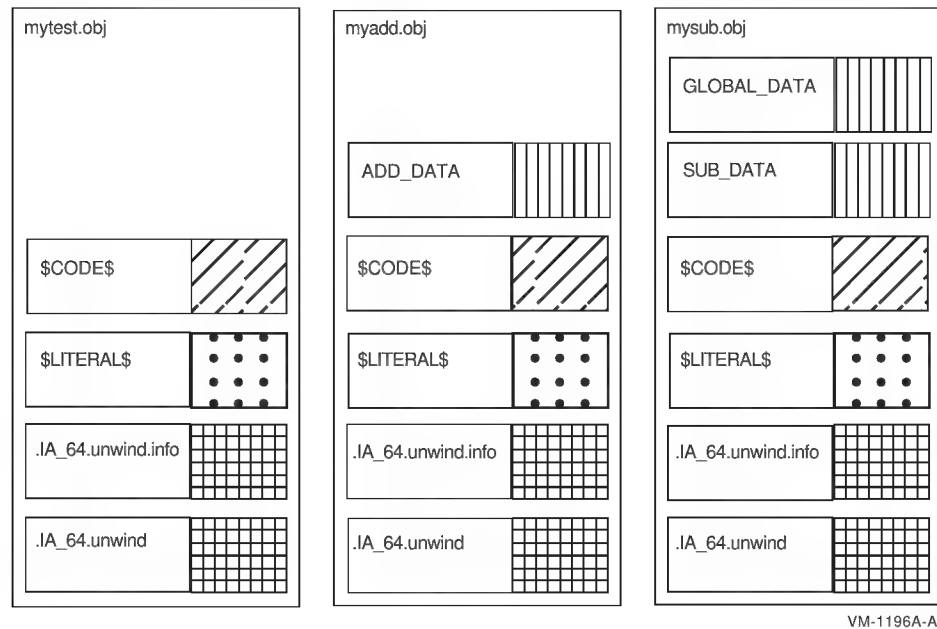 mytest.obj
$CODE$
$LITERAL$
.IA_64.unwind.info
.IA_64.unwind
myadd.obj
ADD_DATA
$CODE$
$LITERAL$
.IA_64.unwind.info
.IA_64.unwind
mysub.obj
GLOBAL_DATA
SUB_DATA
$CODE$
$LITERAL$
.IA_64.unwind.info
.IA_64.unwind
VM-1196A-AI